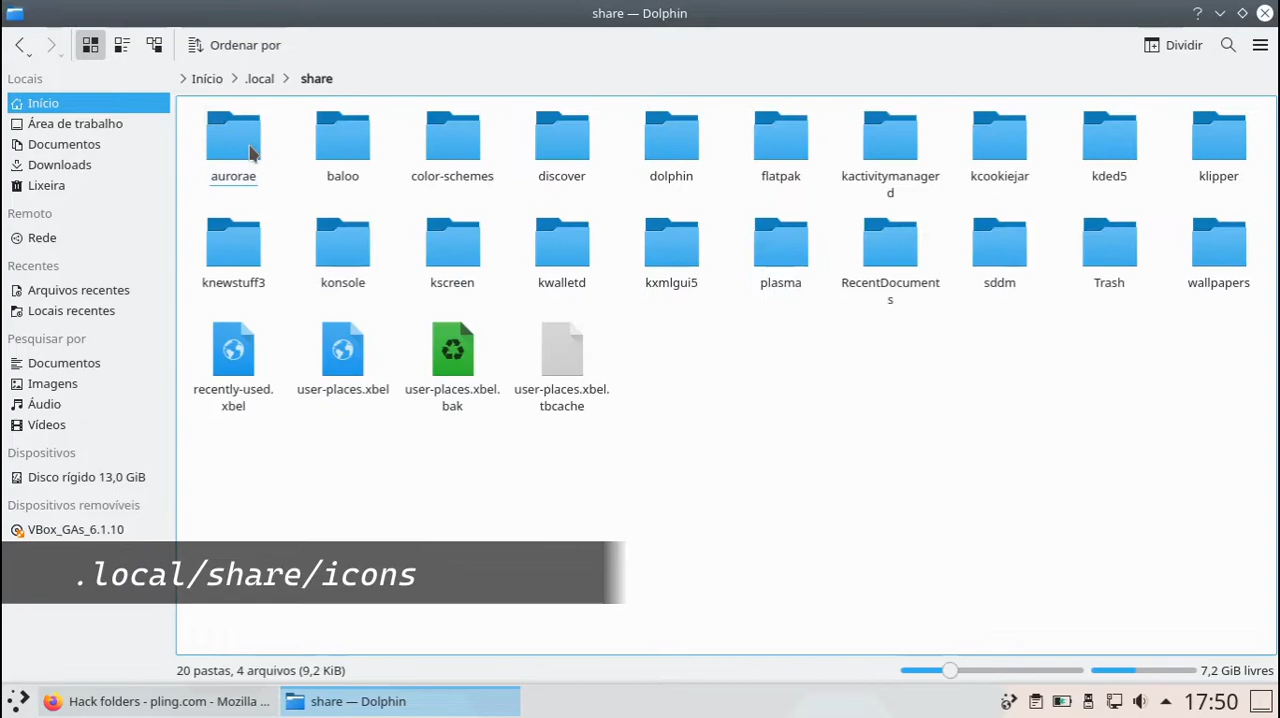 share — Dolphin
Ordenar por
Dividir
Locais
Início
Área de trabalho
Documentos
Downloads
Lixeira
Remoto
Rede
Recentes
Arquivos recentes
Locais recentes
Pesquisar por
Documentos
Imagens
Áudio
Vídeos
Dispositivos
Disco rígido 13,0 GiB
Dispositivos removíveis
VBox_GAs_6.1.10
Início .local share
aurorae baloo color-schemes discover dolphin flatpak kactivitymanager kcookiejar kded5 klipper
d
knewstuff3 konsole kscreen kwalletd kxmlgui5 plasma RecentDocument sddm Trash wallpapers
s
recently-used. user-places.xbel user-places.xbel. user-places.xbel.
xbel bak tbcache
.local/share/icons
20 pastas, 4 arquivos (9,2 KiB)
7,2 GiB livres
Hack folders - pling.com - Mozilla ...
share — Dolphin
17:50